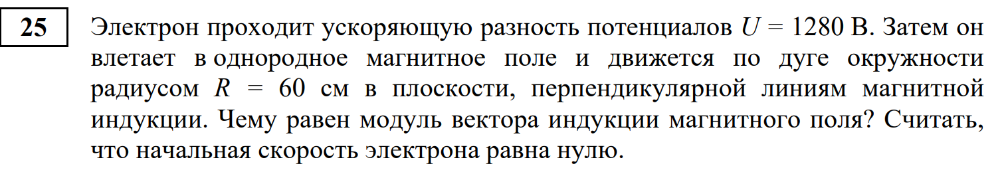 25 Электрон проходит ускоряющую разность потенциалов U = 1280 В. Затем он
влетает в однородное магнитное поле и движется по дуге окружности
радиусом R = 60 см в плоскости, перпендикулярной линиям магнитной
индукции. Чему равен модуль вектора индукции магнитного поля? Считать,
что начальная скорость электрона равна нулю.